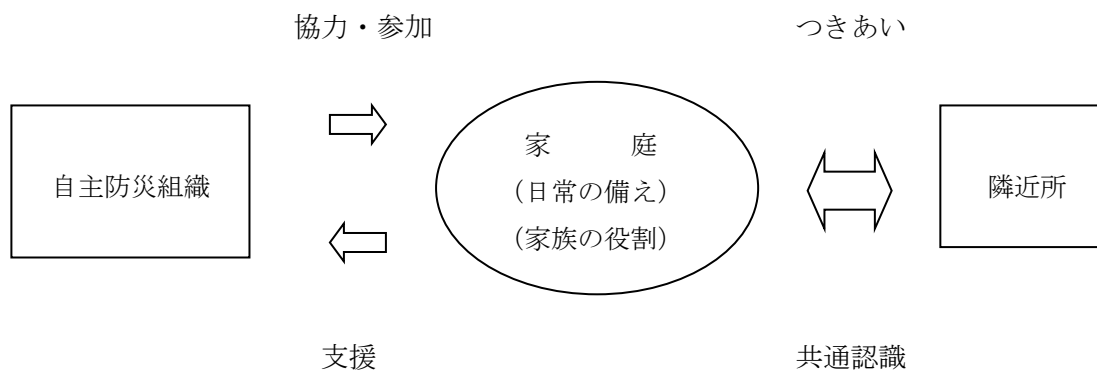 協力・参加
つきあい
自主防災組織
家　　庭
（日常の備え）
（家族の役割）
隣近所
支援
共通認識